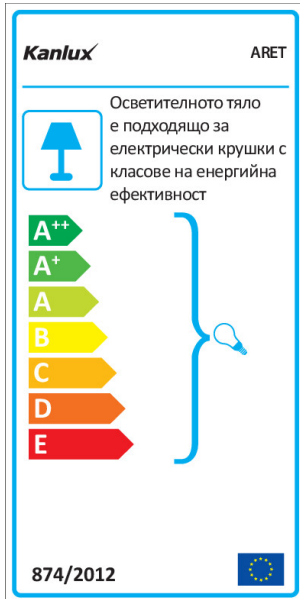 Kanlux
ARET
Осветителното тяло
е подходящо за
електрически крушки с
класове на енергийна
ефективност
A++
A+
A
B
C
D
E
874/2012